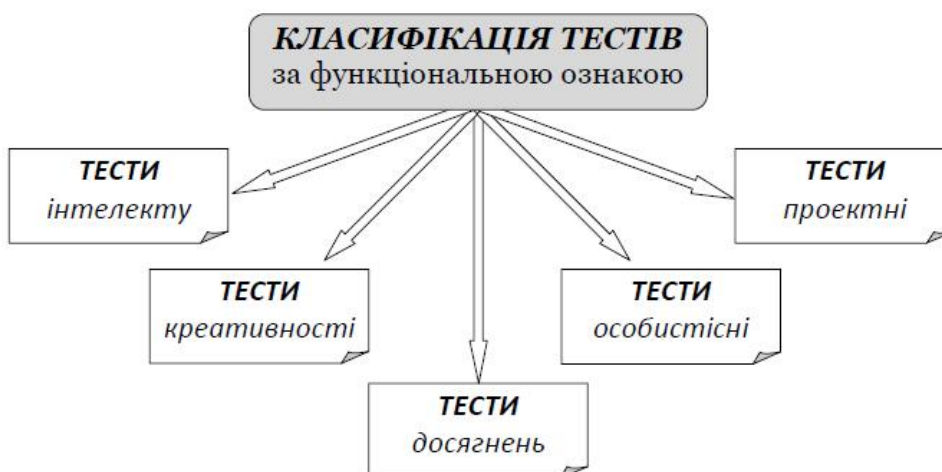 КЛАСИФІКАЦІЯ ТЕСТІВ
за функціональною ознакою
ТЕСТИ
інтелекту
ТЕСТИ
проектні
ТЕСТИ
креативності
ТЕСТИ
особистісні
ТЕСТИ
досягнень